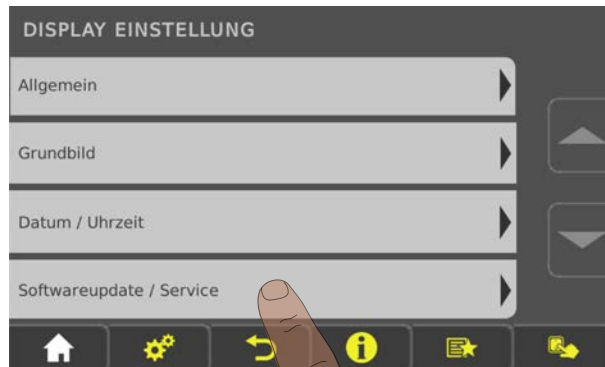 DISPLAY EINSTELLUNG
Allgemein
Grundbild
Datum / Uhrzeit
Softwareupdate / Service